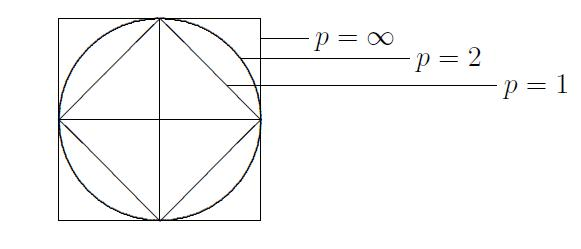 p = ∞
p = 2
p = 1